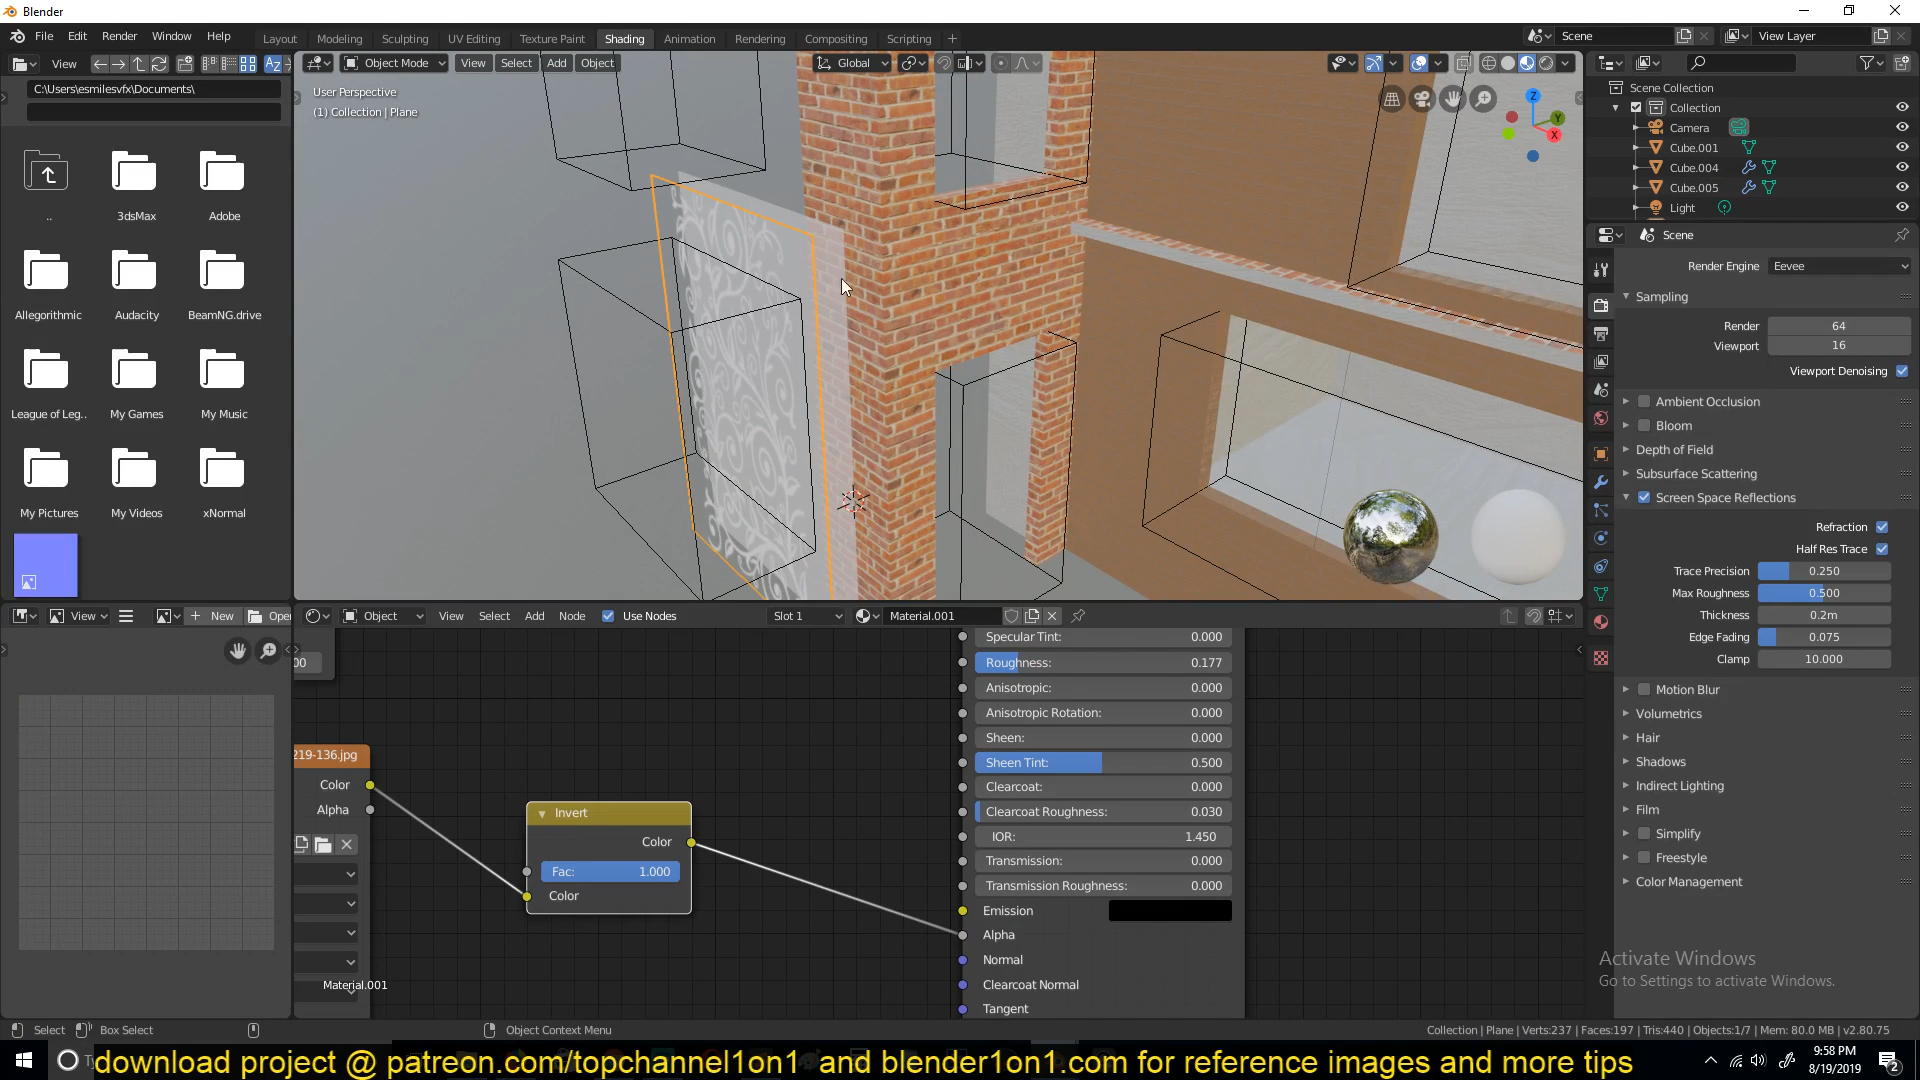 Blender
File Edit Render Window Help
Layout Modeling Sculpting UV Editing Texture Paint Shading Animation Rendering Compositing Scripting +
Scene View Layer
View
Object Mode View Select Add Object Global
C:\Users\esmilesvfx\Documents\
User Perspective
(1) Collection | Plane
Z
Y
X
..
3dsMax
Adobe
Allegorithmic
Audacity
BeamNG.drive
League of Leg..
My Games
My Music
My Pictures
My Videos
xNormal
Scene Collection
Collection
Camera
Cube.001
Cube.004
Cube.005
Light
Scene
Render Engine Eevee
Sampling
Render 64
Viewport 16
Viewport Denoising
Ambient Occlusion
Bloom
Depth of Field
Subsurface Scattering
Screen Space Reflections
Refraction
Half Res Trace
Trace Precision 0.250
Max Roughness 0.500
Thickness 0.2m
Edge Fading 0.075
Clamp 10.000
Motion Blur
Volumetrics
Hair
Shadows
Indirect Lighting
Film
Simplify
Freestyle
Color Management
View + New Open
Object View Select Add Node Use Nodes Slot 1 Material.001
00
219-136.jpg
Color
Alpha
Invert
Color
Fac: 1.000
Color
Specular Tint: 0.000
Roughness: 0.177
Anisotropic: 0.000
Anisotropic Rotation: 0.000
Sheen: 0.000
Sheen Tint: 0.500
Clearcoat: 0.000
Clearcoat Roughness: 0.030
IOR: 1.450
Transmission: 0.000
Transmission Roughness: 0.000
Emission
Alpha
Normal
Clearcoat Normal
Tangent
Material.001
Activate Windows
Go to Settings to activate Windows.
Select Box Select Object Context Menu
Collection | Plane | Verts:237 | Faces:197 | Tris:440 | Objects:1/7 | Mem: 80.0 MB | v2.80.75
download project @ patreon.com/topchannel1on1 and blender1on1.com for reference images and more tips
9:58 PM
8/19/2019
2